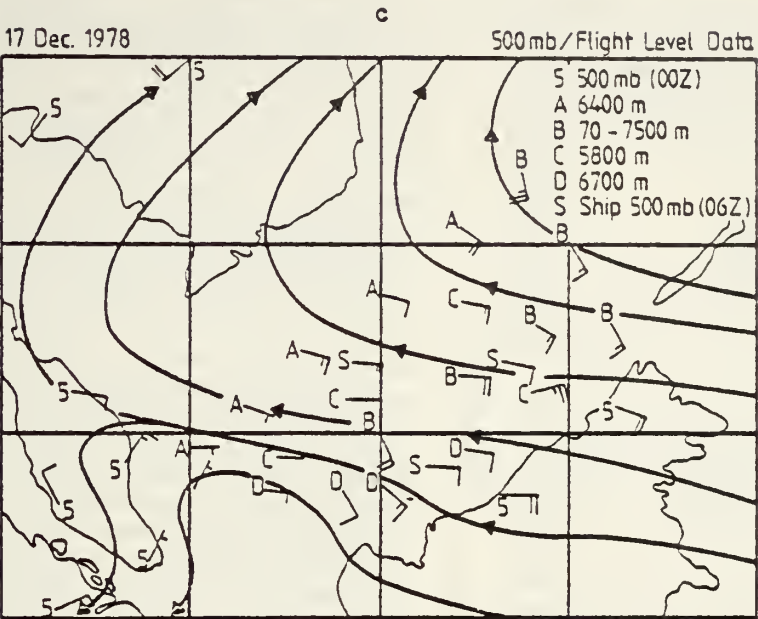 c
17 Dec. 1978 500mb/Flight Level Data
S 500 mb (00Z)
A 6400 m
B 70 - 7500 m
C 5800 m
D 6700 m
S Ship 500mb (06Z)
S
S
B
A
B
A
C
B
B
A
S
S
B
C
S
A
C
B
S
A
S
C
D
S
D
D
D
S
S
S
S